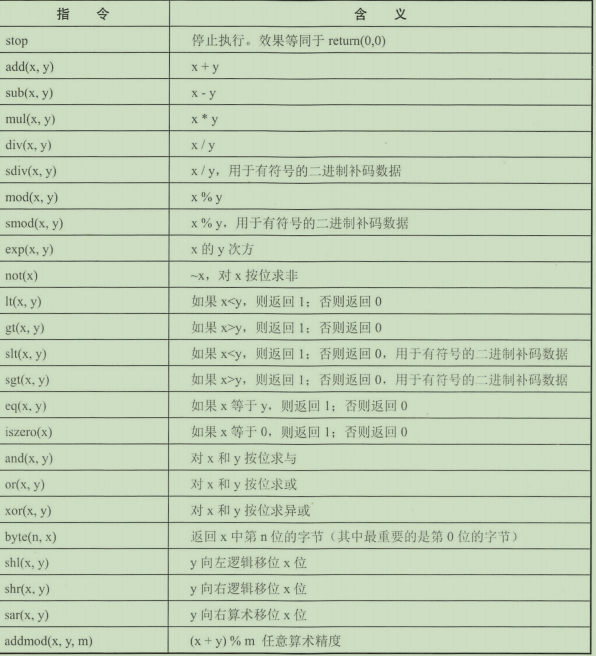 指 令 含 义
stop 停止执行。效果等同于 return(0,0)
add(x, y) x + y
sub(x, y) x - y
mul(x, y) x * y
div(x, y) x / y
sdiv(x, y) x / y，用于有符号的二进制补码数据
mod(x, y) x % y
smod(x, y) x % y，用于有符号的二进制补码数据
exp(x, y) x 的 y 次方
not(x) ~x，对 x 按位求非
lt(x, y) 如果 x<y，则返回 1；否则返回 0
gt(x, y) 如果 x>y，则返回 1；否则返回 0
slt(x, y) 如果 x<y，则返回 1；否则返回 0，用于有符号的二进制补码数据
sgt(x, y) 如果 x>y，则返回 1；否则返回 0，用于有符号的二进制补码数据
eq(x, y) 如果 x 等于 y，则返回 1；否则返回 0
iszero(x) 如果 x 等于 0，则返回 1；否则返回 0
and(x, y) 对 x 和 y 按位求与
or(x, y) 对 x 和 y 按位求或
xor(x, y) 对 x 和 y 按位求异或
byte(n, x) 返回 x 中第 n 位的字节（其中最重要的是第 0 位的字节）
shl(x, y) y 向左逻辑移位 x 位
shr(x, y) y 向右逻辑移位 x 位
sar(x, y) y 向右算术移位 x 位
addmod(x, y, m) (x + y) % m 任意算术精度